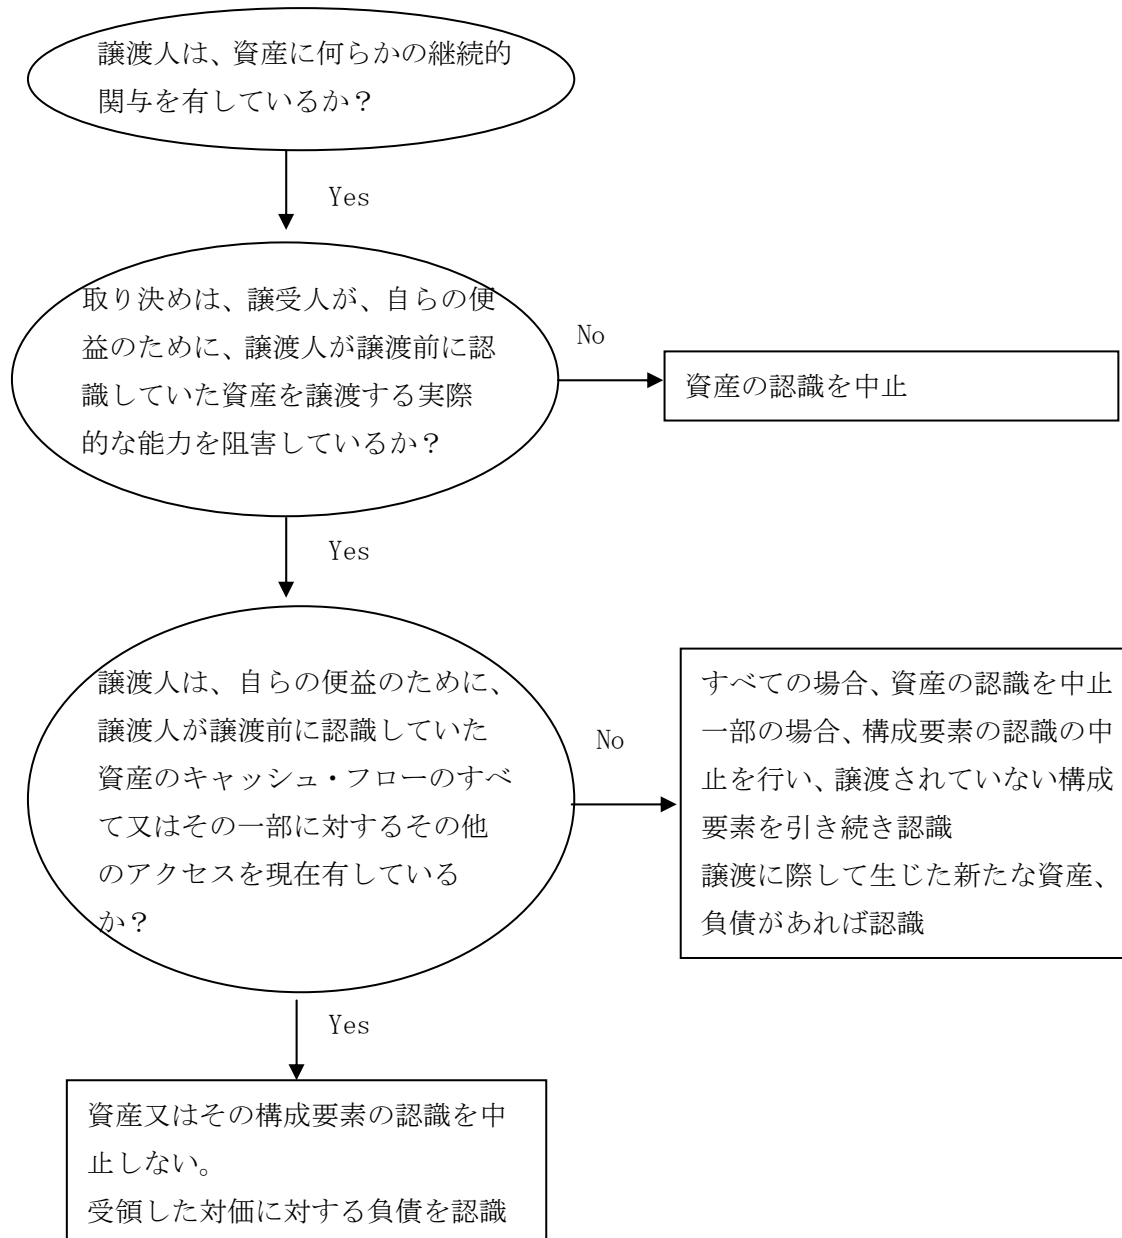 譲渡人は、資産に何らかの継続的
関与を有しているか？
Yes
取り決めは、譲受人が、自らの便
益のために、譲渡人が譲渡前に認
識していた資産を譲渡する実際
的な能力を阻害しているか？
No
資産の認識を中止
Yes
譲渡人は、自らの便益のために、
譲渡人が譲渡前に認識していた
資産のキャッシュ・フローのすべ
て又はその一部に対するその他
のアクセスを現在有している
か？
No
すべての場合、資産の認識を中止
一部の場合、構成要素の認識の中
止を行い、譲渡されていない構成
要素を引き続き認識
譲渡に際して生じた新たな資産、
負債があれば認識
Yes
資産又はその構成要素の認識を中
止しない。
受領した対価に対する負債を認識